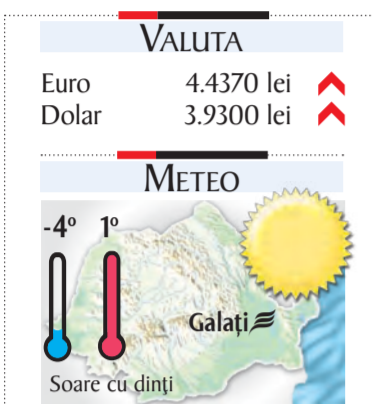 VALUTA
Euro 4.4370 lei
Dolar 3.9300 lei
METEO
-4º 1º
Galați
Soare cu dinți